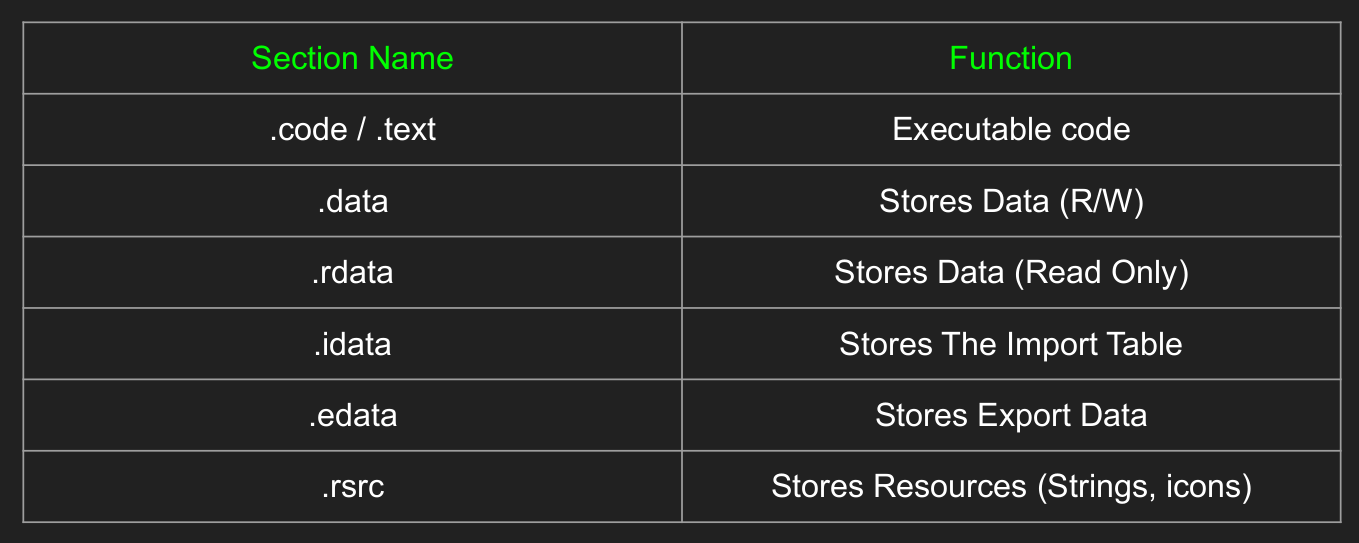 Section Name
Function
.code / .text
Executable code
.data
Stores Data (R/W)
.rdata
Stores Data (Read Only)
.idata
Stores The Import Table
.edata
Stores Export Data
.rsrc
Stores Resources (Strings, icons)